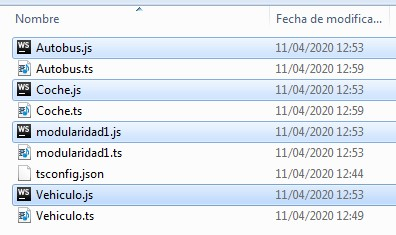 Nombre Fecha de modifica...
Autobus.js 11/04/2020 12:53
Autobus.ts 11/04/2020 12:59
Coche.js 11/04/2020 12:53
Coche.ts 11/04/2020 12:59
modularidad1.js 11/04/2020 12:53
modularidad1.ts 11/04/2020 12:53
tsconfig.json 11/04/2020 12:44
Vehiculo.js 11/04/2020 12:53
Vehiculo.ts 11/04/2020 12:49